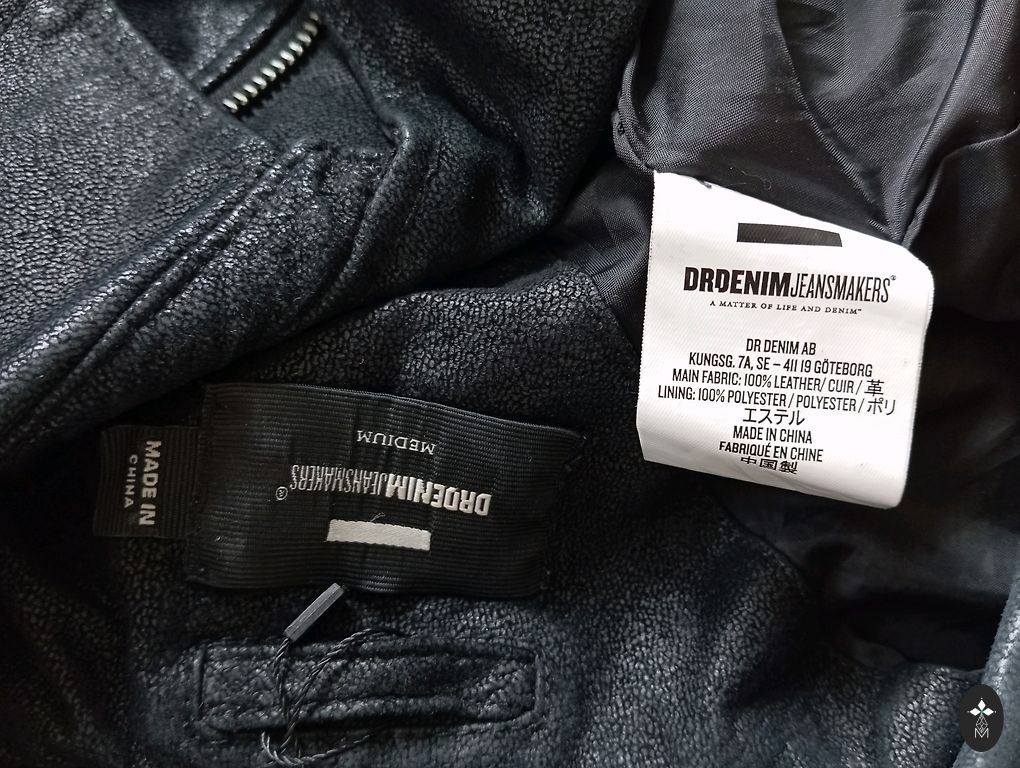 DRDENIMJEANSMAKERS®
A MATTER OF LIFE AND DENIM™
DR DENIM AB
KUNGSG. 7A, SE – 411 19 GÖTEBORG
MAIN FABRIC: 100% LEATHER/ CUIR / 革
LINING: 100% POLYESTER / POLYESTER / ポリ
エステル
MADE IN CHINA
FABRIQUÉ EN CHINE
中国製
DRDENIMJEANSMAKERS®
MEDIUM
MADE IN
CHINA
M